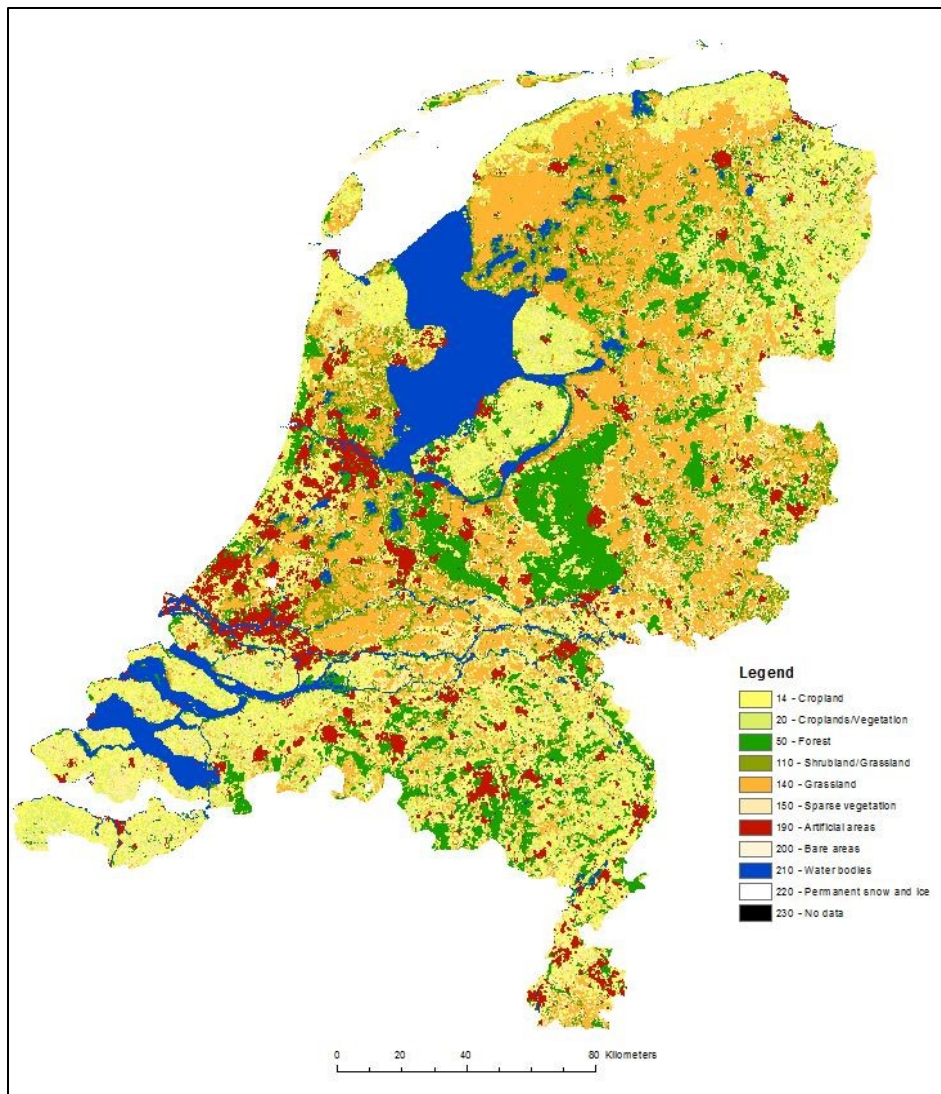 Legend
14 - Cropland
20 - Croplands/Vegetation
50 - Forest
110 - Shrubland/Grassland
140 - Grassland
150 - Sparse vegetation
190 - Artificial areas
200 - Bare areas
210 - Water bodies
220 - Permanent snow and Ice
230 - No data
0 20 40 80 Kilometers